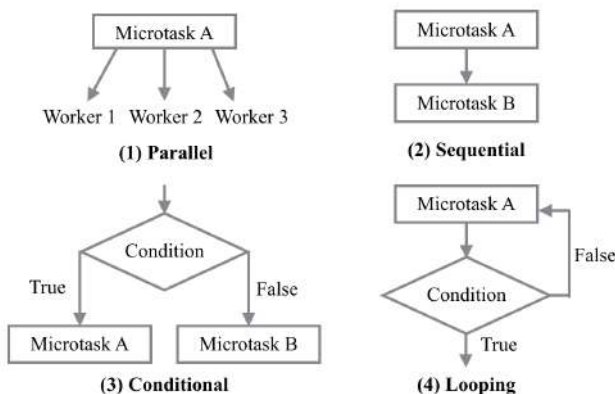 Microtask A
Worker 1 Worker 2 Worker 3
(1) Parallel
Microtask A
Microtask B
(2) Sequential
Condition
True
False
Microtask A Microtask B
(3) Conditional
Microtask A
False
Condition
True
(4) Looping